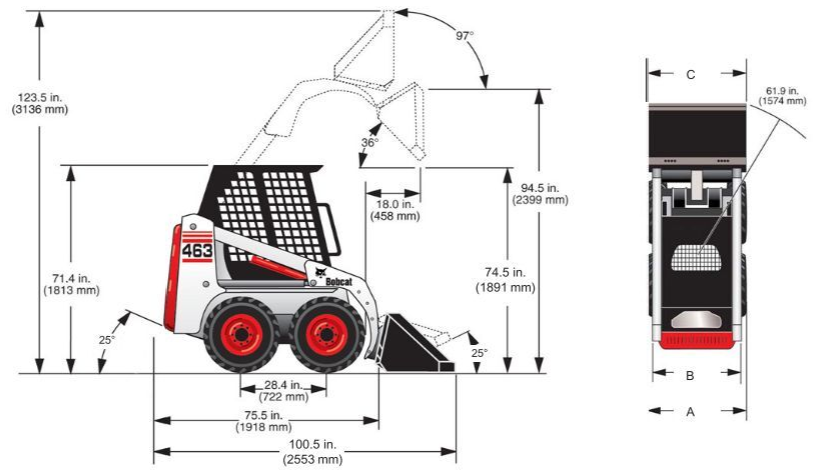 97°
C
61.9 in.
(1574 mm)
123.5 in.
(3136 mm)
36°
94.5 in.
(2399 mm)
18.0 in.
(458 mm)
463
71.4 in.
(1813 mm)
Bobcat
74.5 in.
(1891 mm)
25°
25°
28.4 in.
(722 mm)
B
75.5 in.
(1918 mm)
A
100.5 in.
(2553 mm)